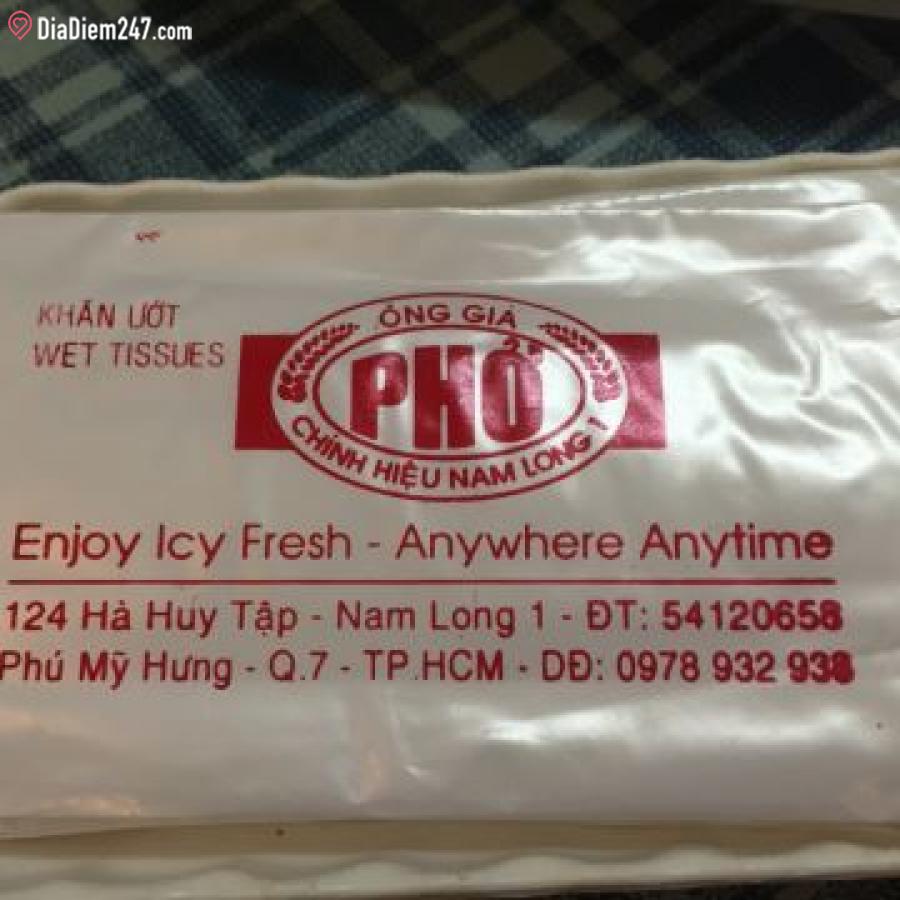 DiaDiem247.com
KHĂN ƯỚT
WET TISSUES
ÔNG GIÀ
PHỞ
CHÍNH HIỆU NAM LONG 1
Enjoy Icy Fresh - Anywhere Anytime
124 Hà Huy Tập - Nam Long 1 - ĐT: 54120658
Phú Mỹ Hưng - Q.7 - TP.HCM - DĐ: 0978 932 938